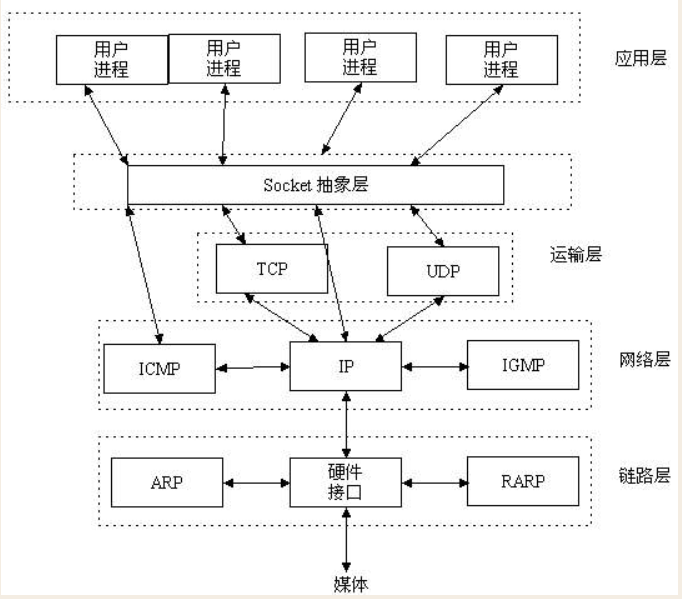 用户
进程
用户
进程
用户
进程
用户
进程
应用层
Socket 抽象层
TCP
UDP
运输层
ICMP
IP
IGMP
网络层
ARP
硬件
接口
RARP
链路层
媒体